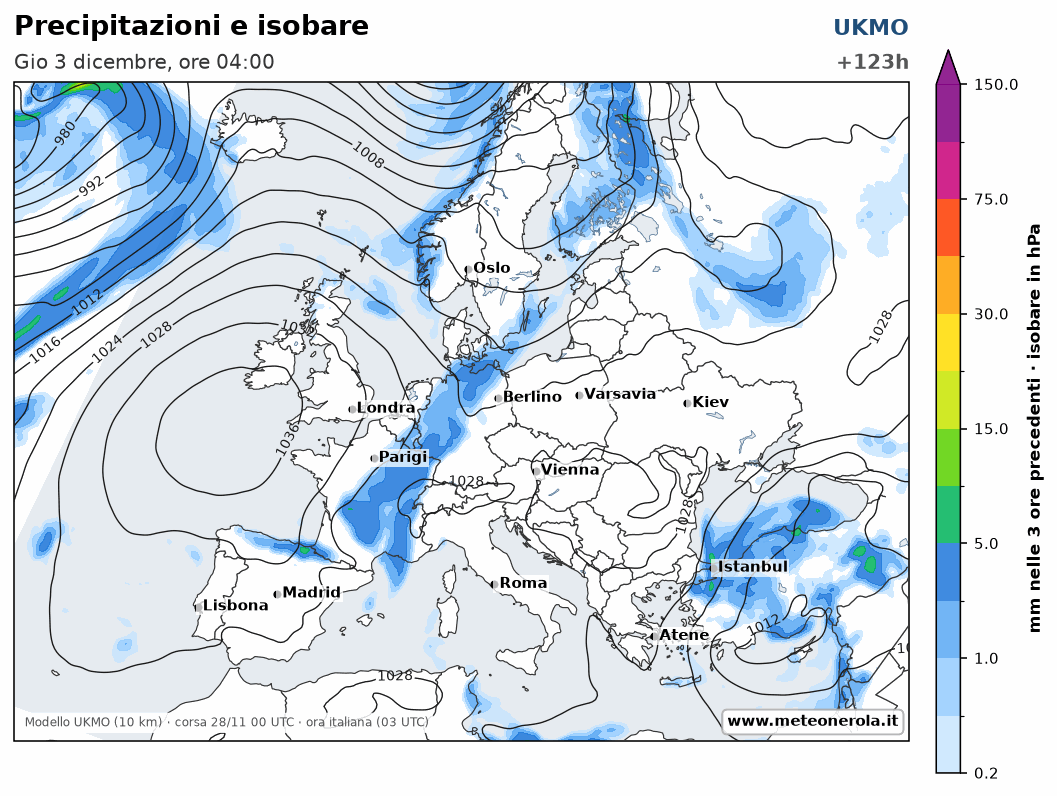 Precipitazioni e isobare
UKMO
Gio 3 dicembre, ore 04:00
+123h
150.0
75.0
30.0
15.0
5.0
1.0
0.2
mm nelle 3 ore precedenti · isobare in hPa
980
992
1008
1012
1016
1024
1028
1028
1036
1028
1028
1028
1012
Oslo
Londra
Berlino
Varsavia
Kiev
Parigi
Vienna
Istanbul
Roma
Madrid
Lisbona
Atene
Modello UKMO (10 km) · corsa 28/11 00 UTC · ora italiana (03 UTC)
www.meteonerola.it